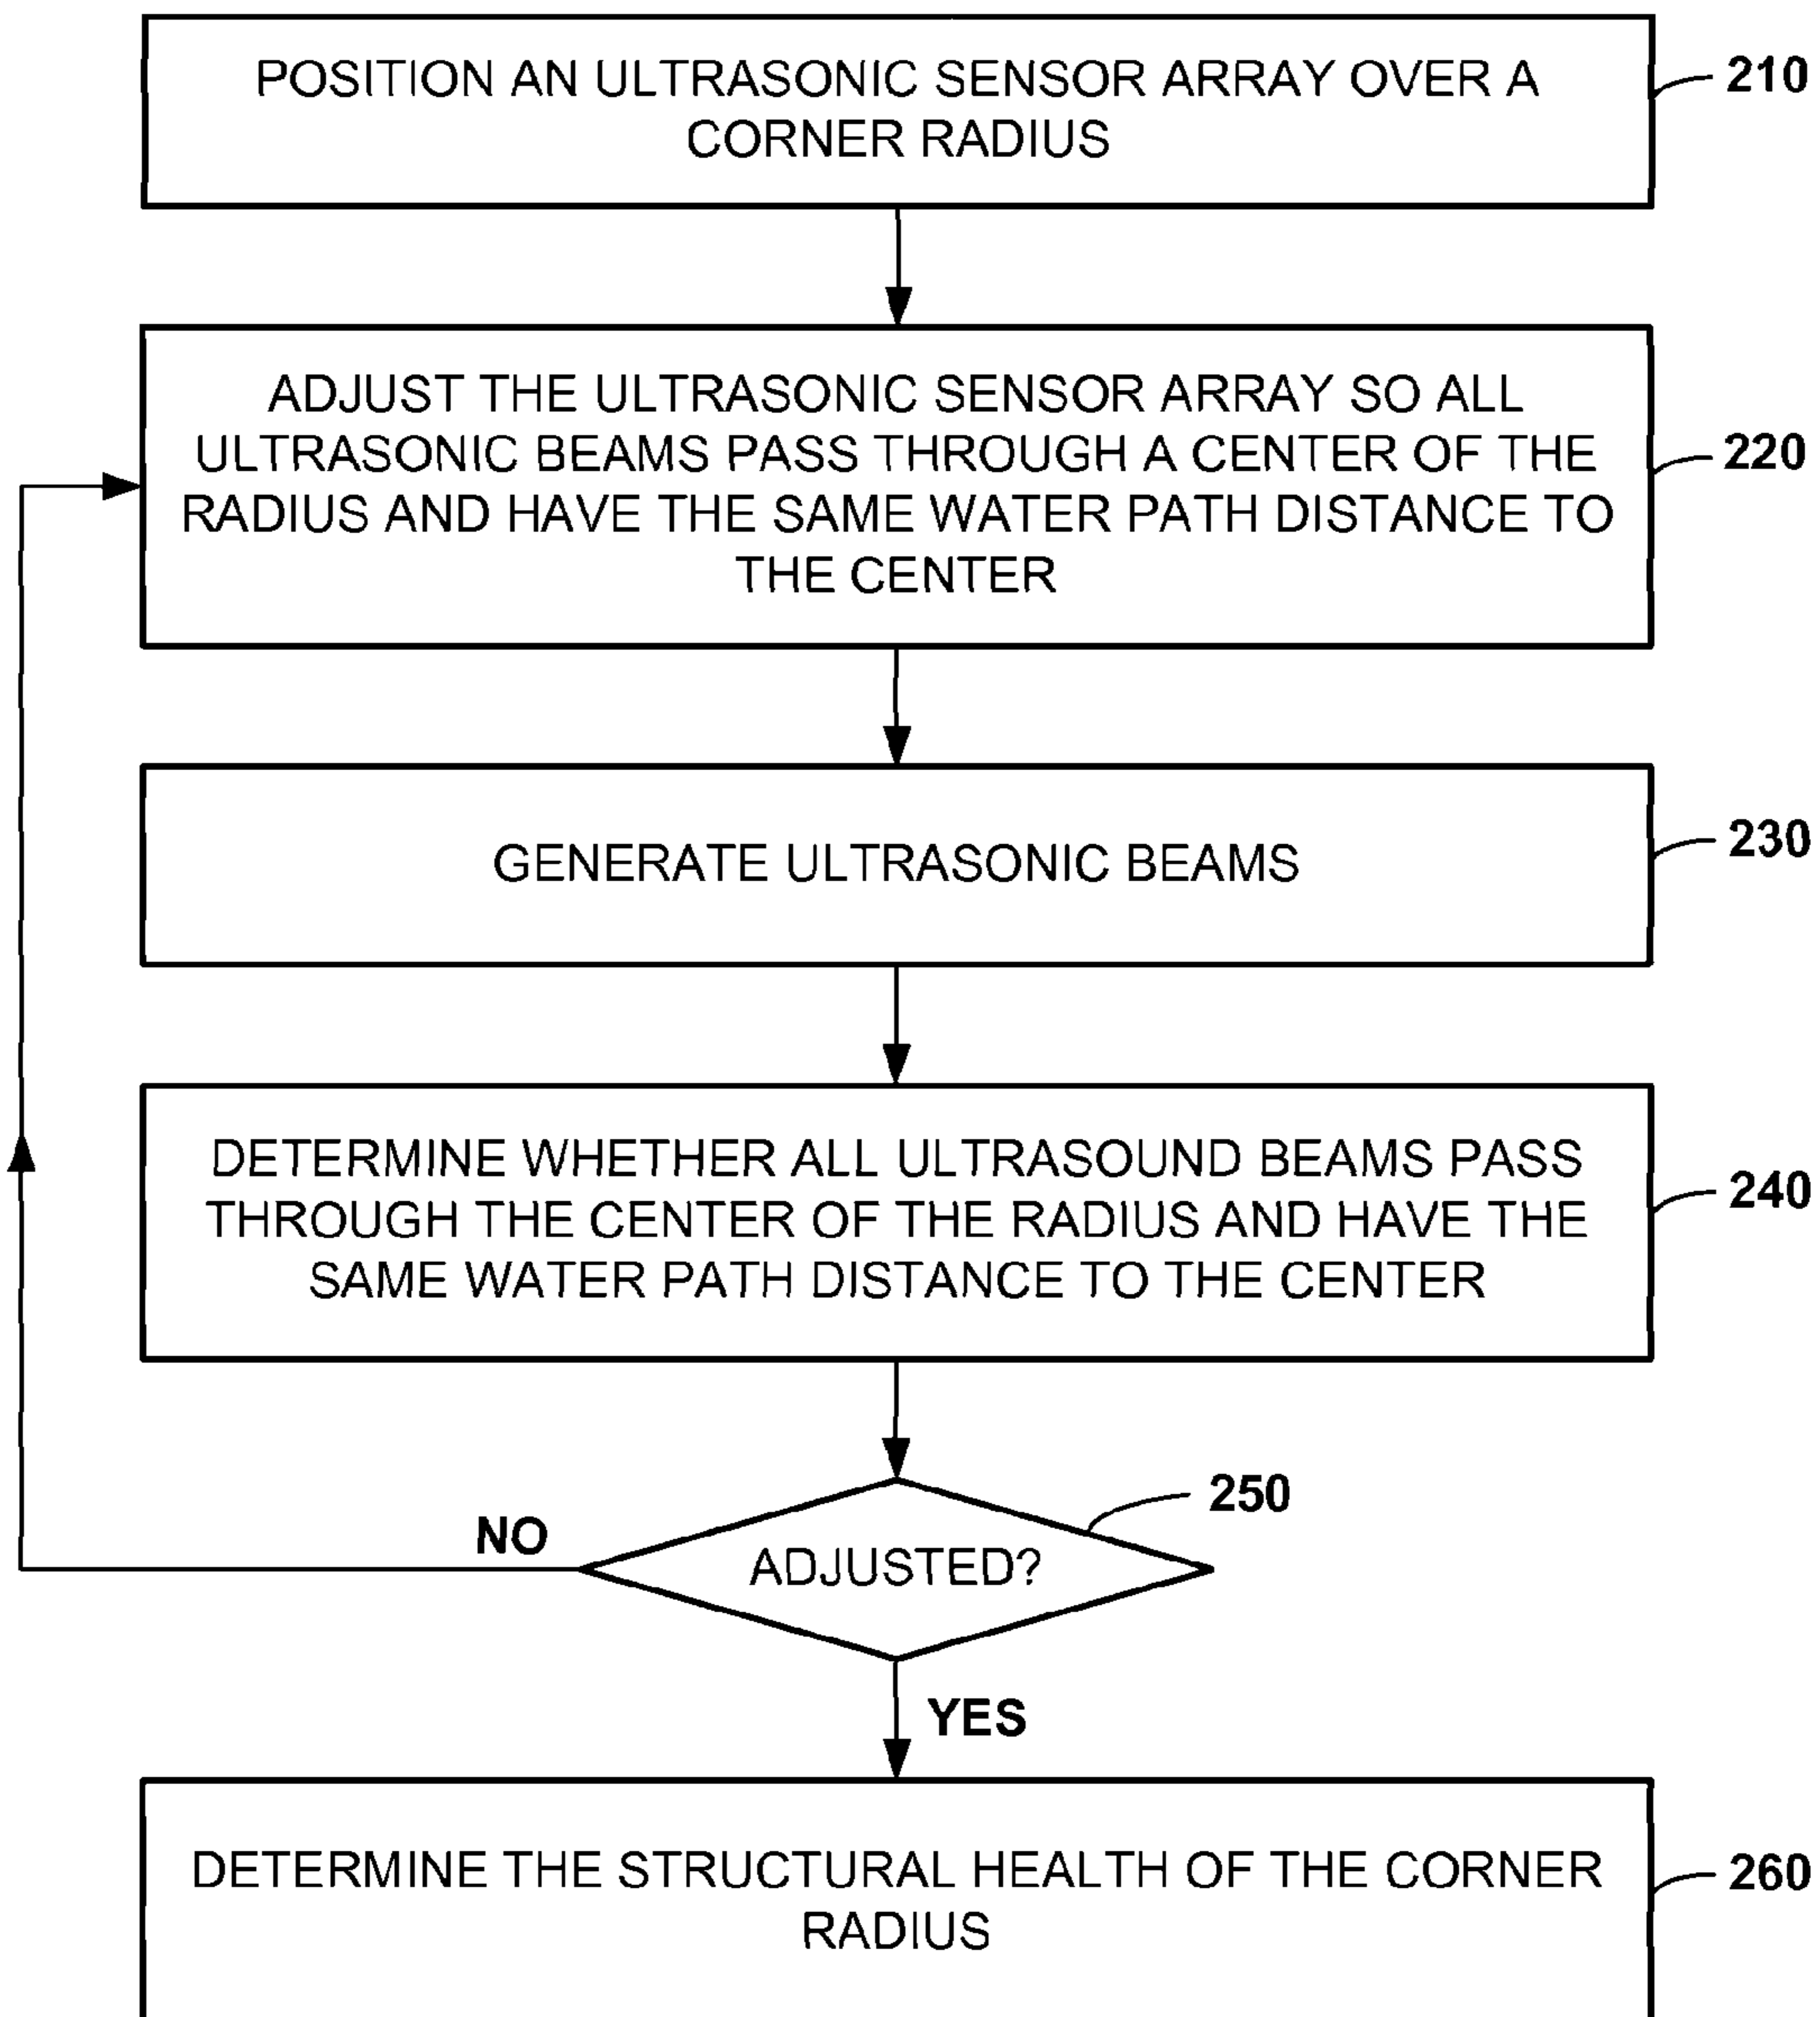 POSITION AN ULTRASONIC SENSOR ARRAY OVER A
CORNER RADIUS
210
ADJUST THE ULTRASONIC SENSOR ARRAY SO ALL
ULTRASONIC BEAMS PASS THROUGH A CENTER OF THE
RADIUS AND HAVE THE SAME WATER PATH DISTANCE TO
THE CENTER
220
GENERATE ULTRASONIC BEAMS
230
DETERMINE WHETHER ALL ULTRASOUND BEAMS PASS
THROUGH THE CENTER OF THE RADIUS AND HAVE THE
SAME WATER PATH DISTANCE TO THE CENTER
240
250
NO
ADJUSTED?
YES
DETERMINE THE STRUCTURAL HEALTH OF THE CORNER
RADIUS
260